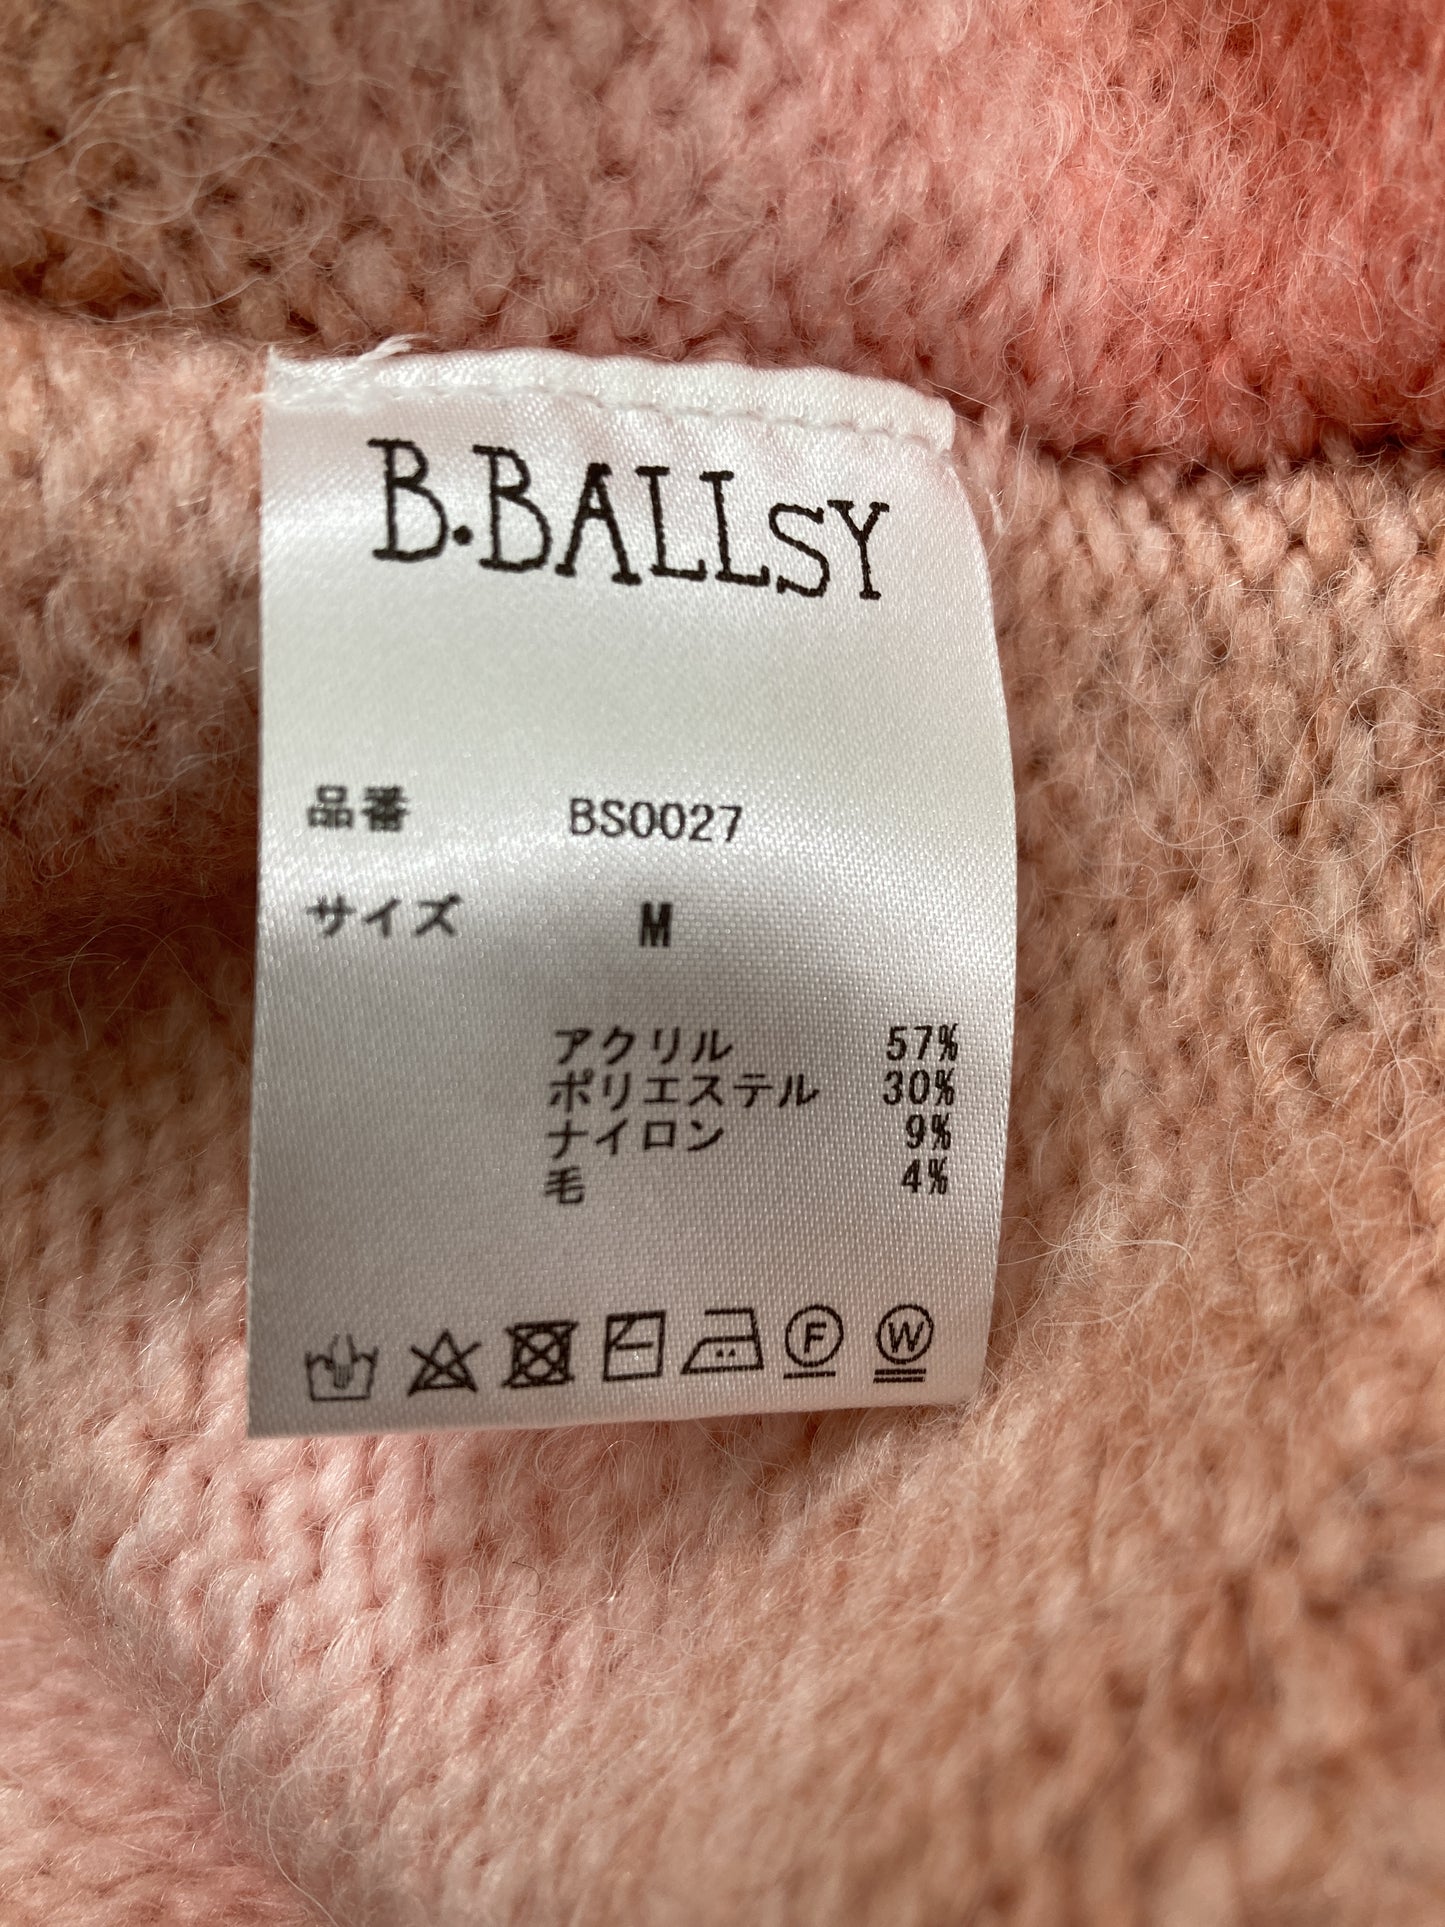 B.BALLSY
品番 BS0027
サイズ M
アクリル 57%
ポリエステル 30%
ナイロン 9%
毛 4%
F W